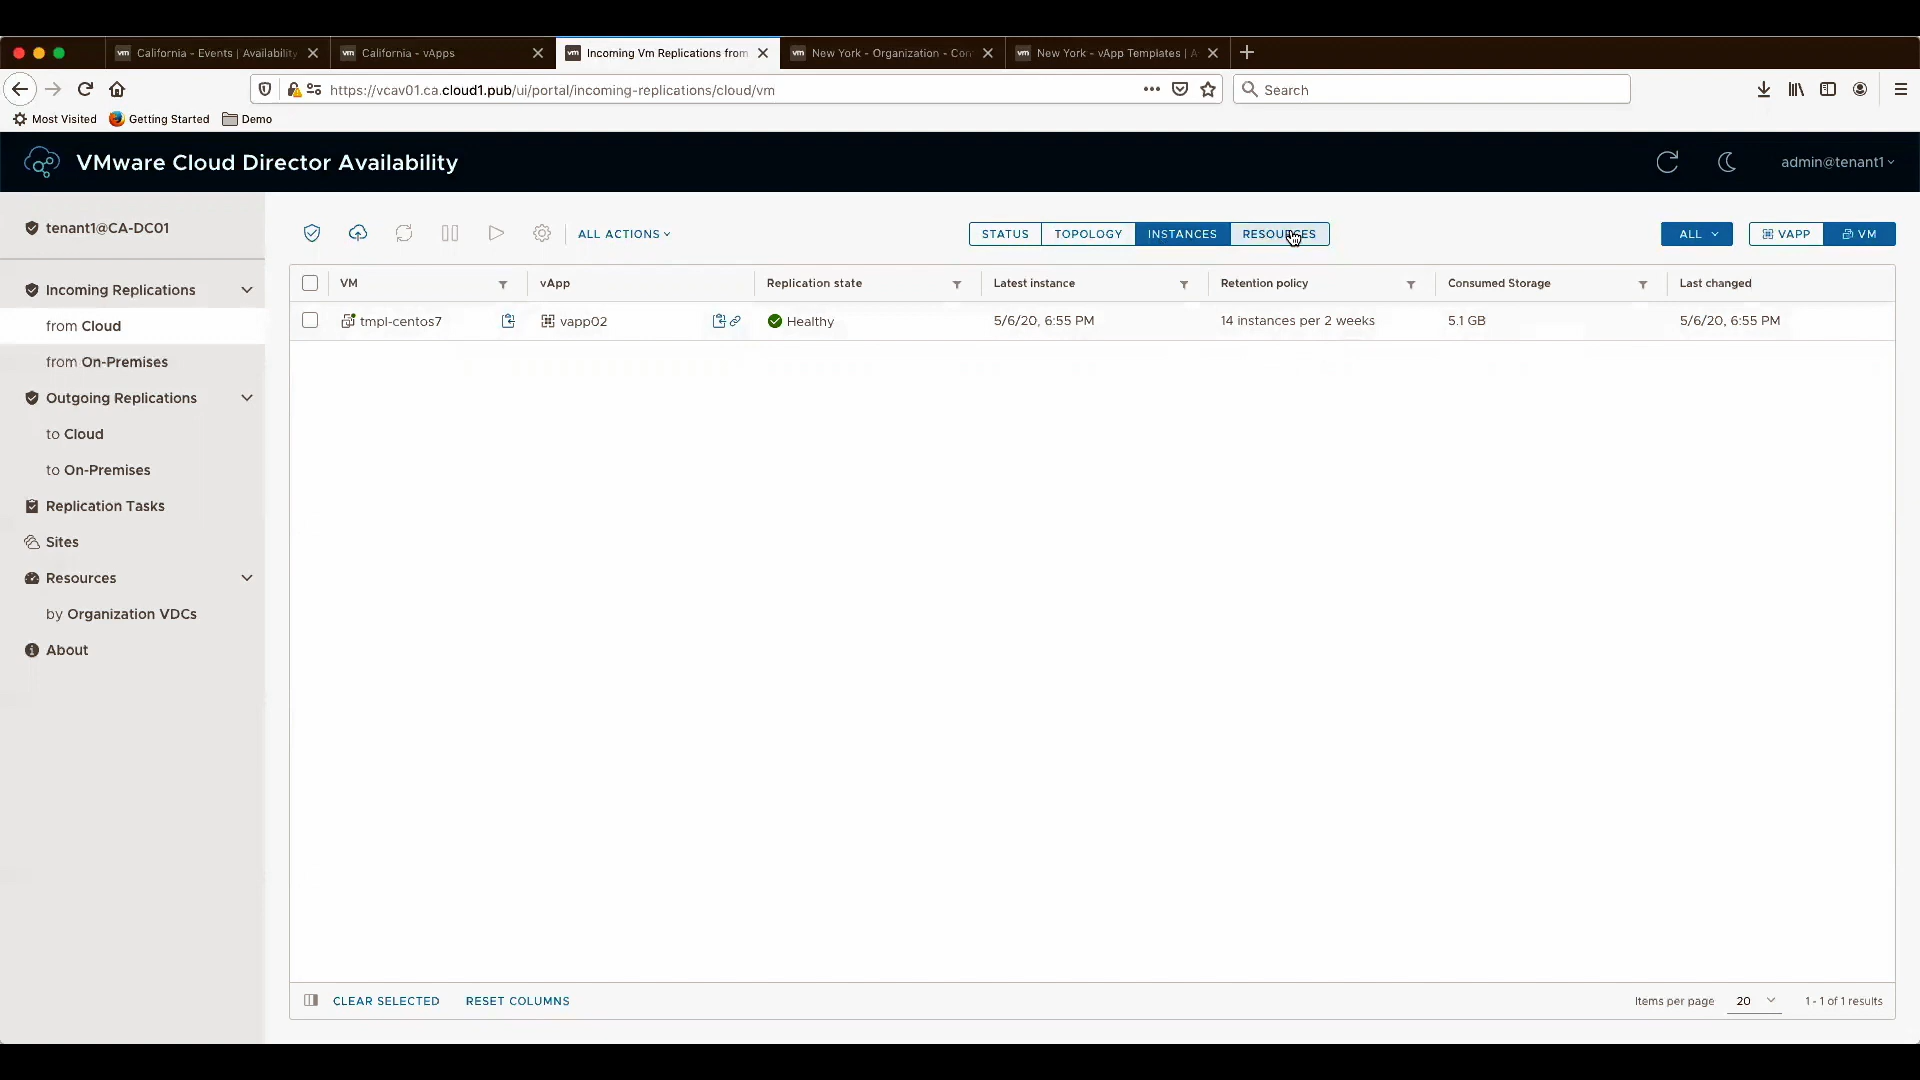 California - Events | Availability
California - vApps
Incoming Vm Replications from
New York - Organization - Con
New York - vApp Templates | A
https://vcav01.ca.cloud1.pub/ui/portal/incoming-replications/cloud/vm
Search
Most Visited
Getting Started
Demo
VMware Cloud Director Availability
admin@tenant1
tenant1@CA-DC01
ALL ACTIONS
STATUS
TOPOLOGY
INSTANCES
RESOURCES
ALL
VAPP
VM
Incoming Replications
from Cloud
from On-Premises
Outgoing Replications
to Cloud
to On-Premises
Replication Tasks
Sites
Resources
by Organization VDCs
About
VM vApp Replication state Latest instance Retention policy Consumed Storage Last changed
tmpl-centos7 vapp02 Healthy 5/6/20, 6:55 PM 14 instances per 2 weeks 5.1 GB 5/6/20, 6:55 PM
CLEAR SELECTED
RESET COLUMNS
Items per page 20 1 - 1 of 1 results